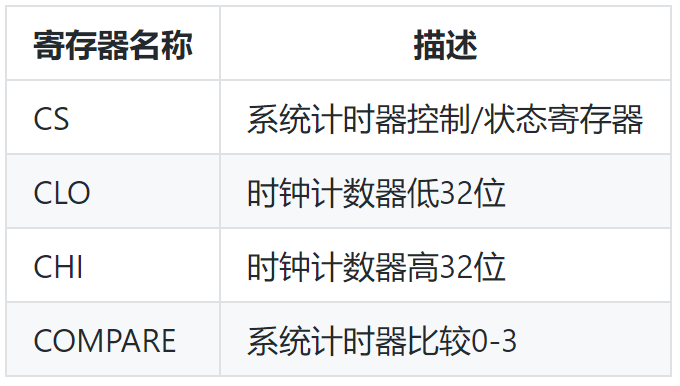 寄存器名称 描述
CS 系统计时器控制/状态寄存器
CLO 时钟计数器低32位
CHI 时钟计数器高32位
COMPARE 系统计时器比较0-3